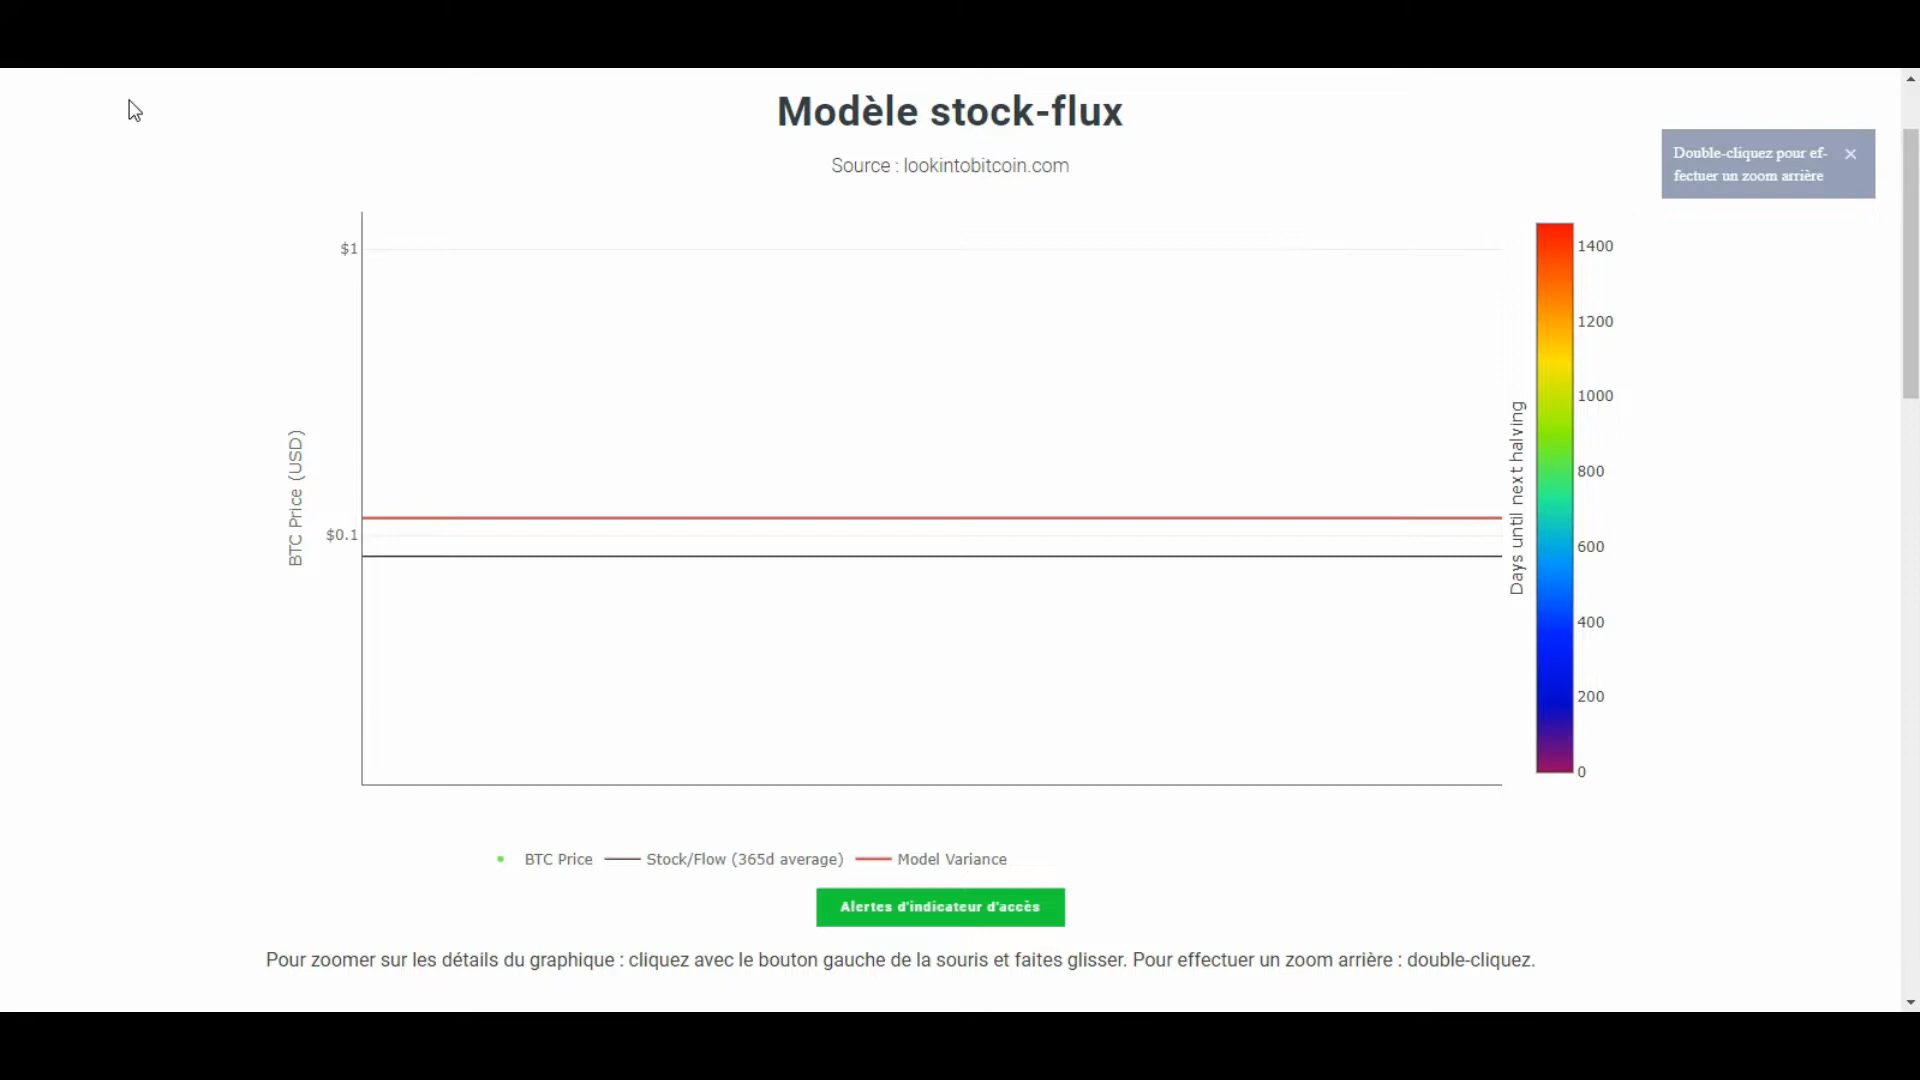 Modèle stock-flux
Source : lookintobitcoin.com
Double-cliquez pour ef-
fectuer un zoom arrière
$1
$0.1
BTC Price (USD)
Days until next halving
1400
1200
1000
800
600
400
200
0
BTC Price
Stock/Flow (365d average)
Model Variance
Alertes d'indicateur d'accès
Pour zoomer sur les détails du graphique : cliquez avec le bouton gauche de la souris et faites glisser. Pour effectuer un zoom arrière : double-cliquez.